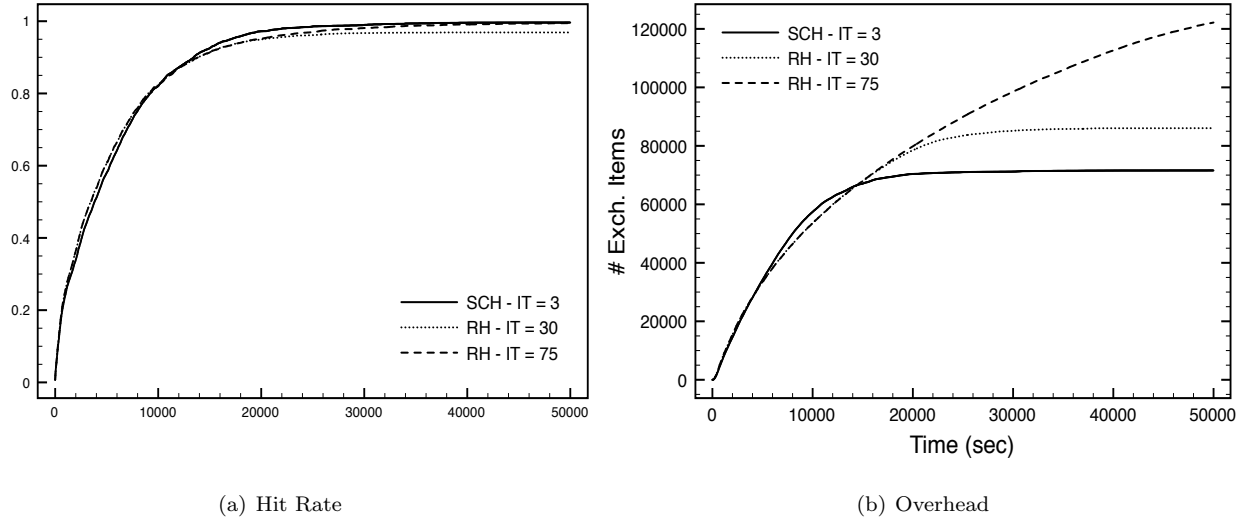 1
0.8
0.6
0.4
0.2
0
0 10000 20000 30000 40000 50000
SCH - IT = 3
RH - IT = 30
RH - IT = 75
(a) Hit Rate
# Exch. Items
120000
100000
80000
60000
40000
20000
0
SCH - IT = 3
RH - IT = 30
RH - IT = 75
0 10000 20000 30000 40000 50000
Time (sec)
(b) Overhead